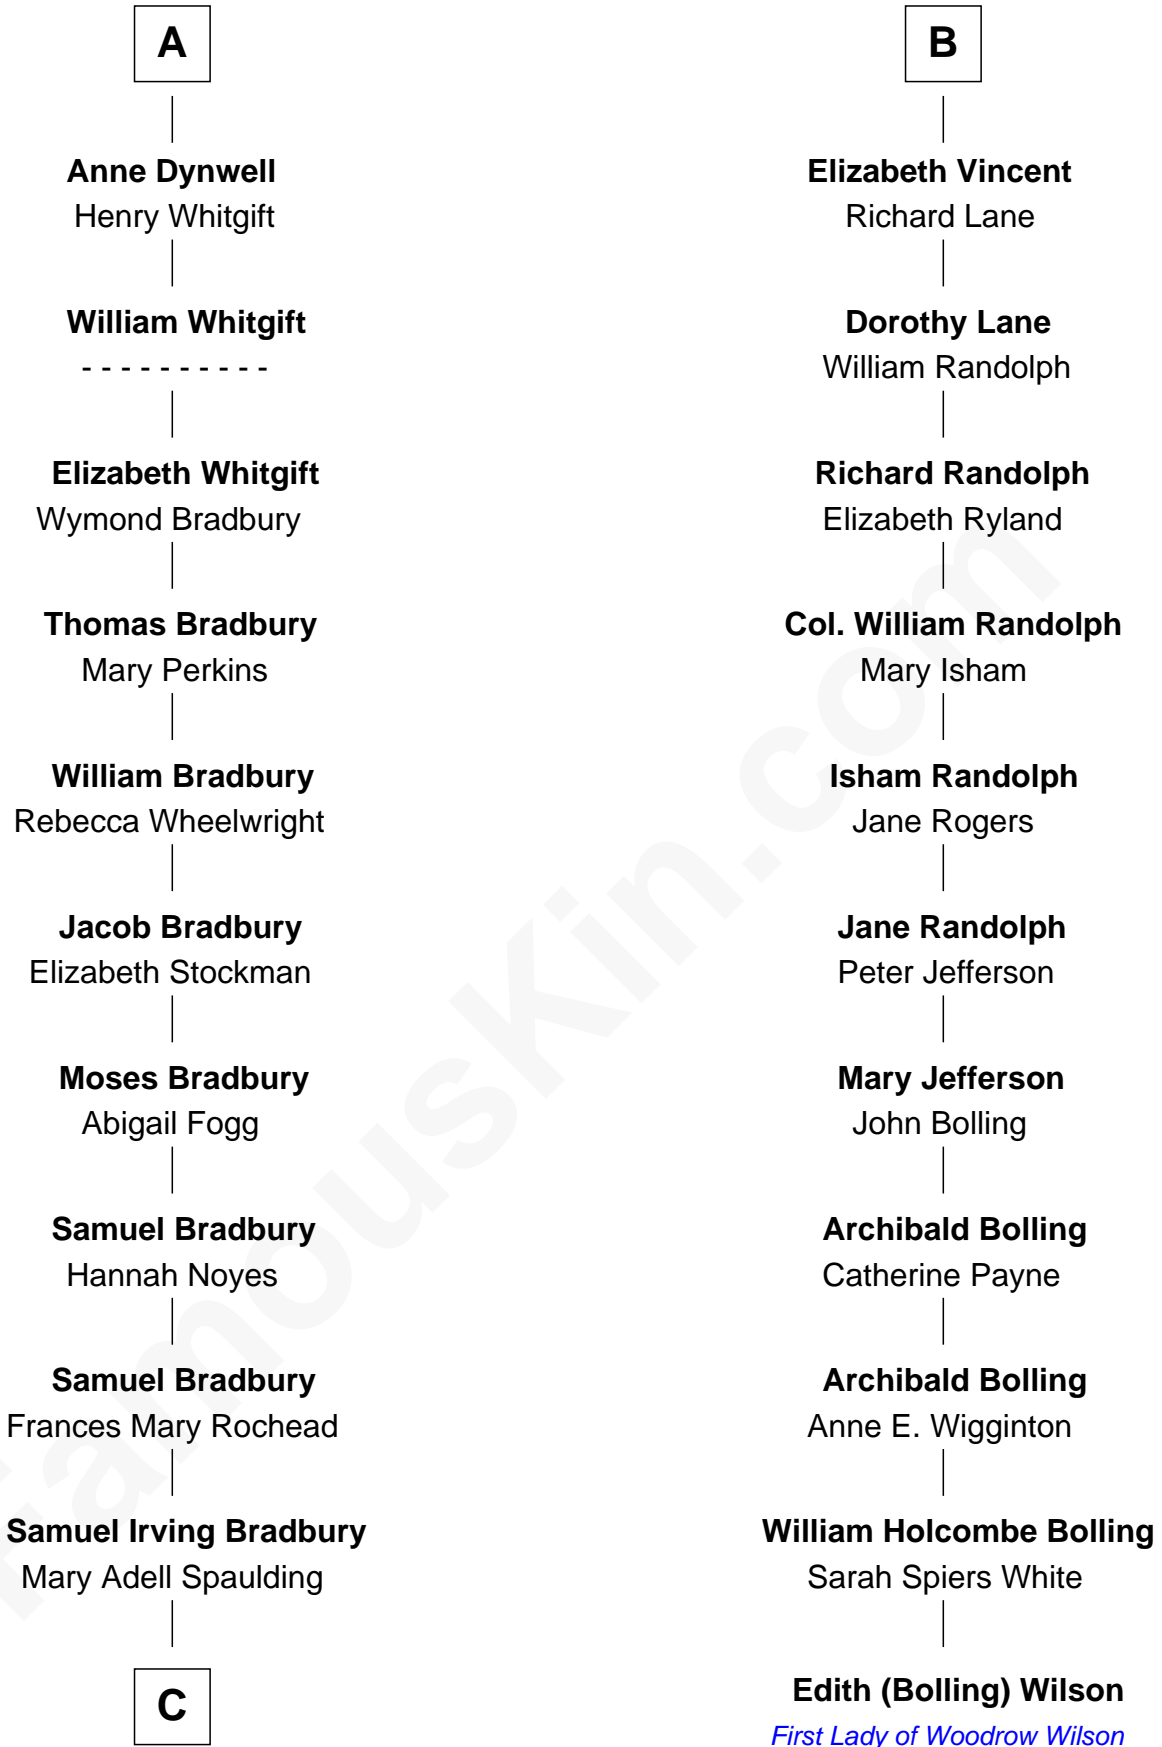 A
Anne Dynwell
Henry Whitgift
William Whitgift
- - - - - - - - - -
Elizabeth Whitgift
Wymond Bradbury
Thomas Bradbury
Mary Perkins
William Bradbury
Rebecca Wheelwright
Jacob Bradbury
Elizabeth Stockman
Moses Bradbury
Abigail Fogg
Samuel Bradbury
Hannah Noyes
Samuel Bradbury
Frances Mary Rochead
Samuel Irving Bradbury
Mary Adell Spaulding
C
B
Elizabeth Vincent
Richard Lane
Dorothy Lane
William Randolph
Richard Randolph
Elizabeth Ryland
Col. William Randolph
Mary Isham
Isham Randolph
Jane Rogers
Jane Randolph
Peter Jefferson
Mary Jefferson
John Bolling
Archibald Bolling
Catherine Payne
Archibald Bolling
Anne E. Wigginton
William Holcombe Bolling
Sarah Spiers White
Edith (Bolling) Wilson
First Lady of Woodrow Wilson
FamousKin.com